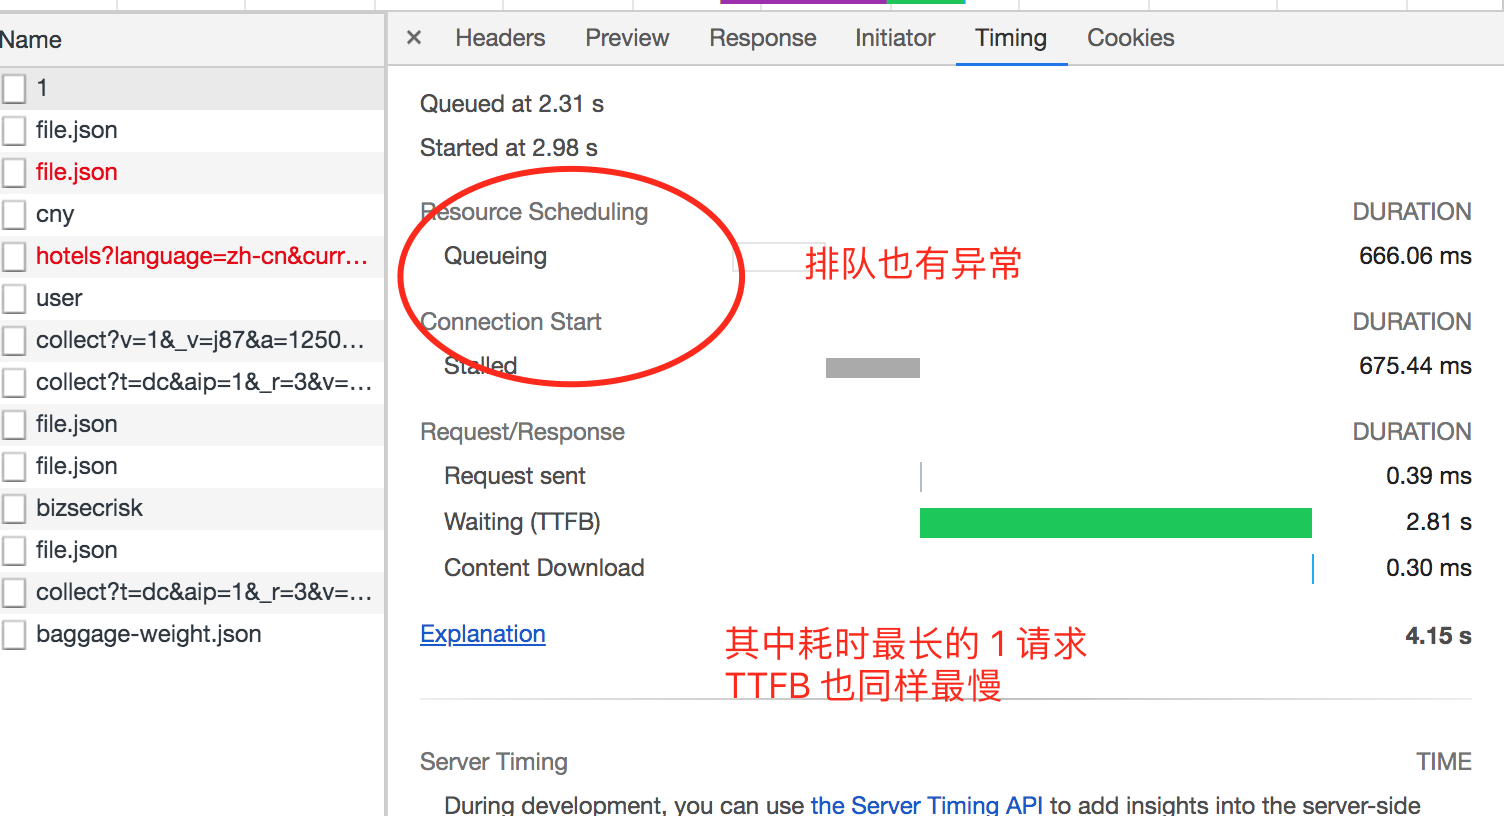 Name
1
file.json
file.json
cny
hotels?language=zh-cn&curr...
user
collect?v=1&_v=j87&a=1250...
collect?t=dc&aip=1&_r=3&v=...
file.json
file.json
bizsecrisk
file.json
collect?t=dc&aip=1&_r=3&v=...
baggage-weight.json
× Headers Preview Response Initiator Timing Cookies
Queued at 2.31 s
Started at 2.98 s
Resource Scheduling DURATION
Queueing 排队也有异常 666.06 ms
Connection Start DURATION
Stalled 675.44 ms
Request/Response DURATION
Request sent 0.39 ms
Waiting (TTFB) 2.81 s
Content Download 0.30 ms
Explanation 4.15 s
其中耗时最长的 1 请求
TTFB 也同样最慢
Server Timing TIME
During development, you can use the Server Timing API to add insights into the server-side